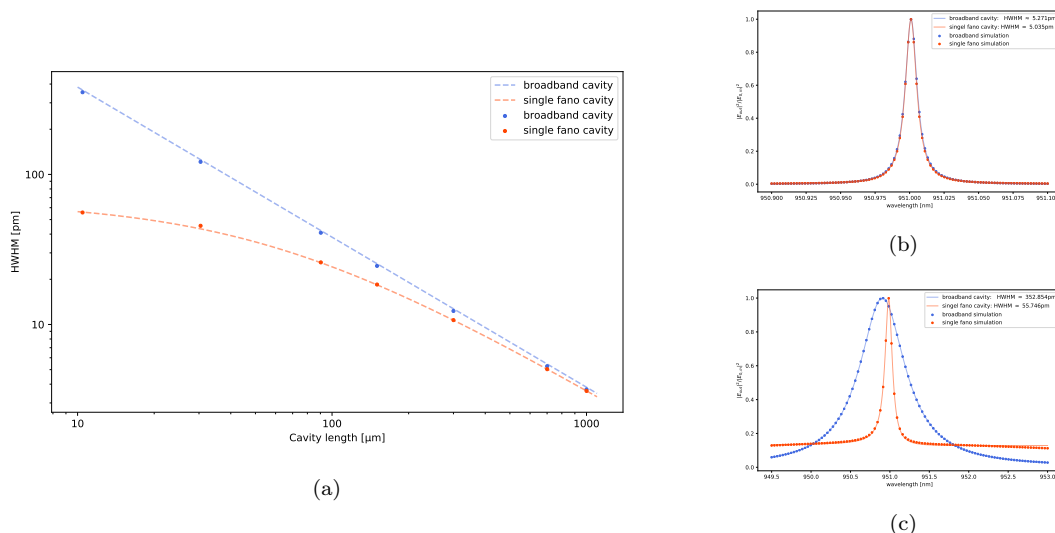 broadband cavity
single fano cavity
broadband cavity
single fano cavity
100
10
HWHM [pm]
10
100
1000
Cavity length [μm]
(a)
broadband cavity: HWHM = 5.271pm
singel fano cavity: HWHM = 5.035pm
broadband simulation
single fano simulation
1.0
0.8
0.6
0.4
0.2
0.0
950.900 950.925 950.950 950.975 951.000 951.025 951.050 951.075 951.100
wavelength [nm]
(b)
broadband cavity: HWHM = 352.854pm
singel fano cavity: HWHM = 55.746pm
broadband simulation
single fano simulation
1.0
0.8
0.6
0.4
0.2
0.0
949.5 950.0 950.5 951.0 951.5 952.0 952.5 953.0
wavelength [nm]
(c)